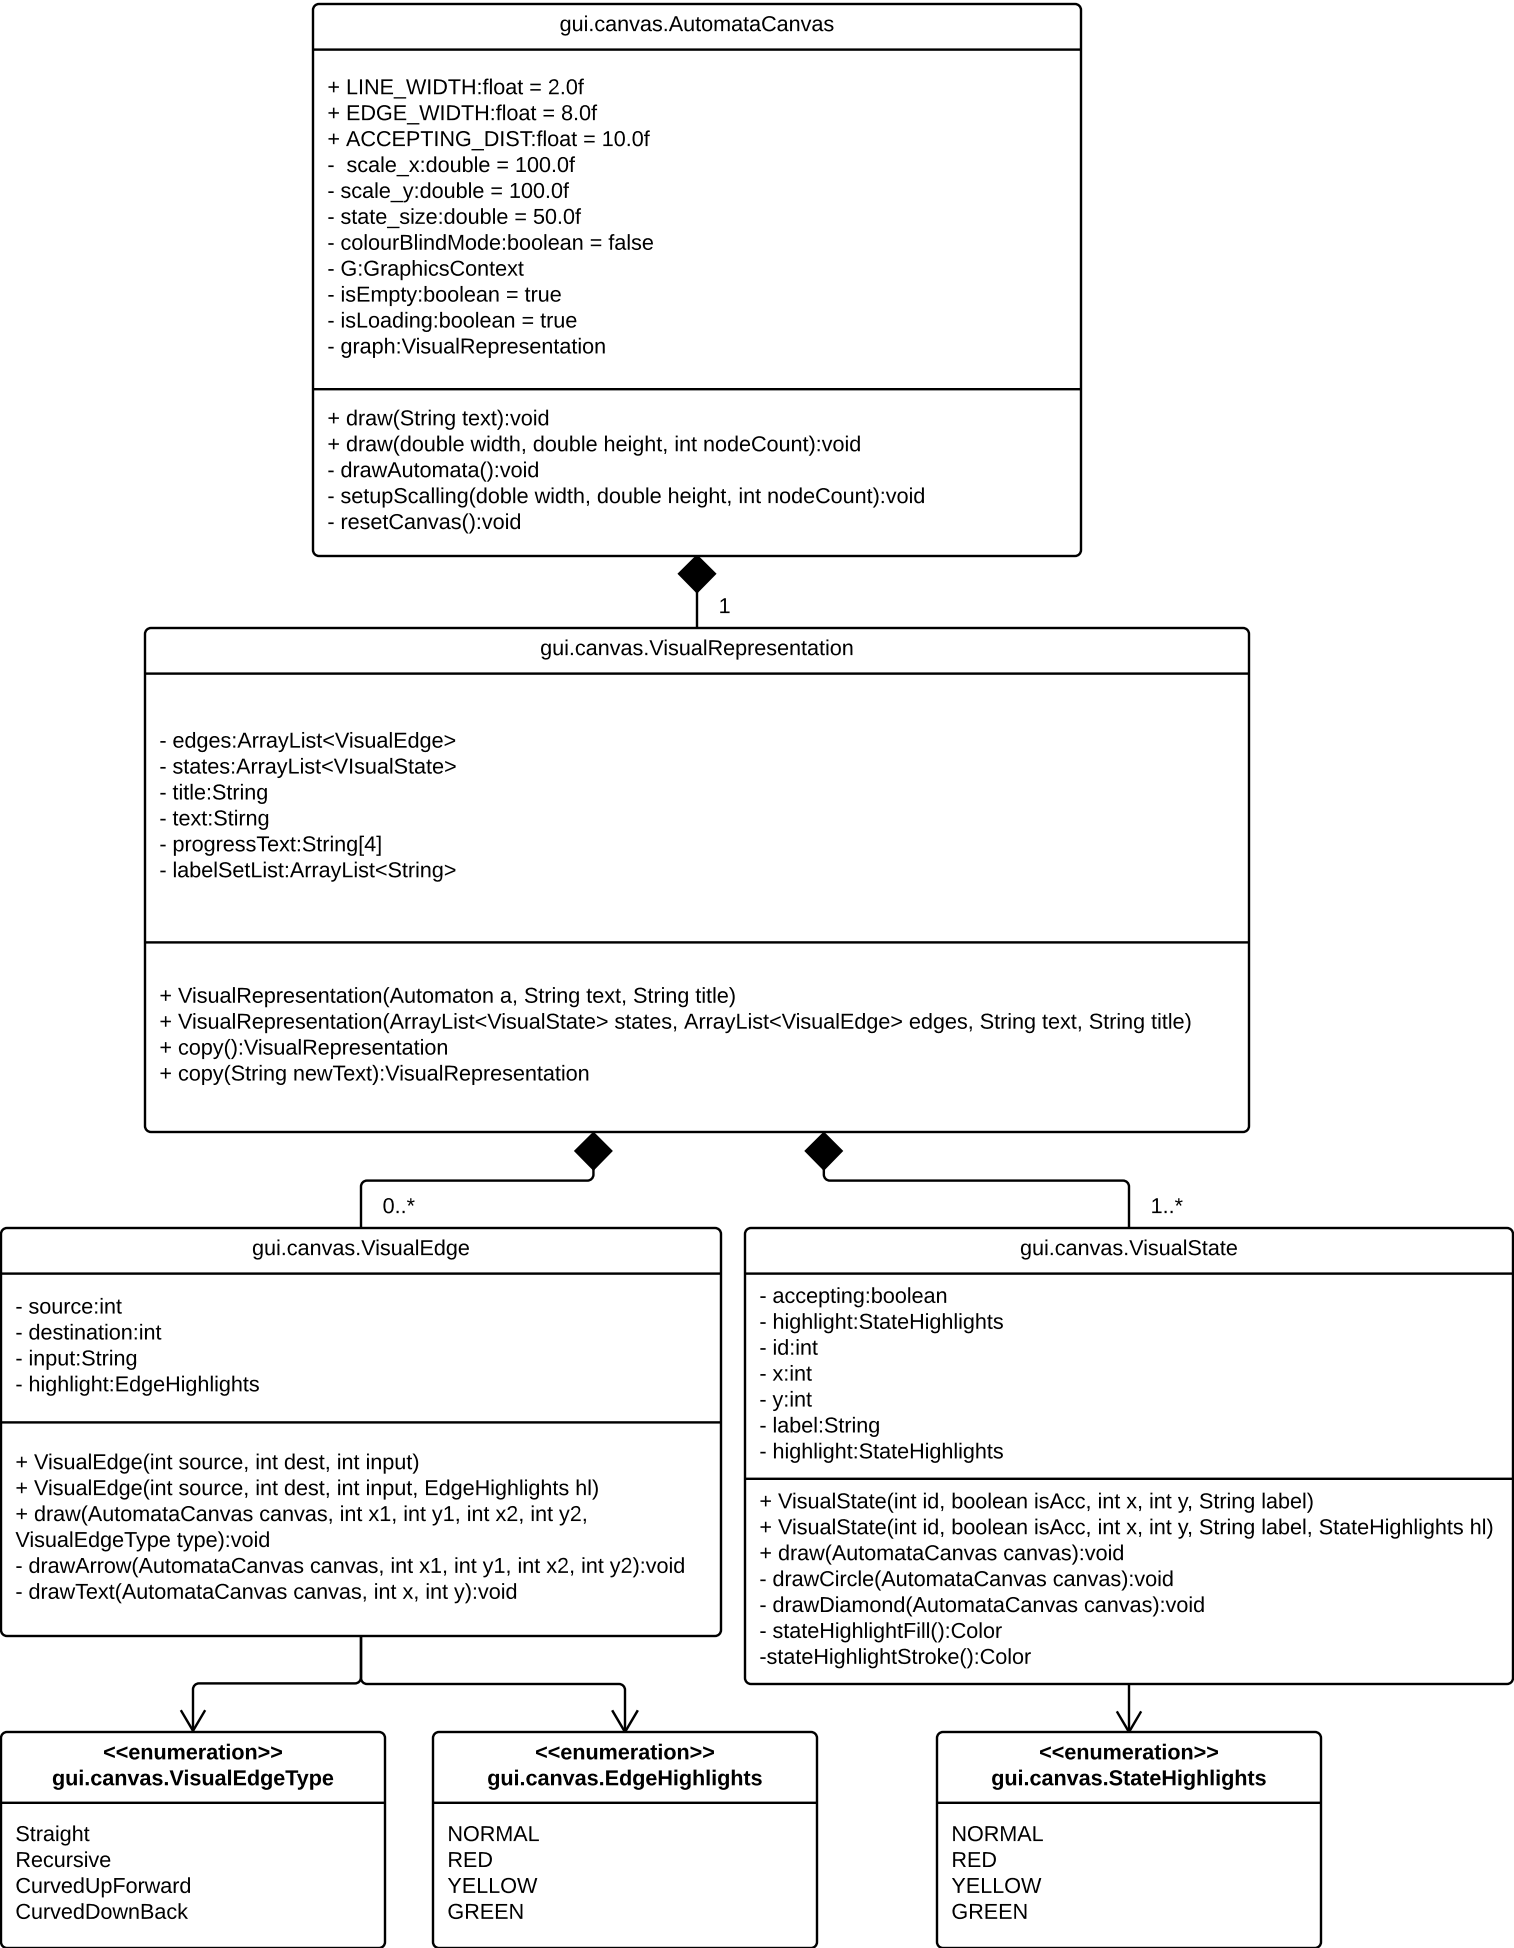 gui.canvas.AutomataCanvas
+ LINE_WIDTH:float = 2.0f
+ EDGE_WIDTH:float = 8.0f
+ ACCEPTING_DIST:float = 10.0f
-  scale_x:double = 100.0f
- scale_y:double = 100.0f
- state_size:double = 50.0f
- colourBlindMode:boolean = false
- G:GraphicsContext
- isEmpty:boolean = true
- isLoading:boolean = true
- graph:VisualRepresentation
+ draw(String text):void
+ draw(double width, double height, int nodeCount):void
- drawAutomata():void
- setupScalling(doble width, double height, int nodeCount):void
- resetCanvas():void
1
gui.canvas.VisualRepresentation
- edges:ArrayList<VisualEdge>
- states:ArrayList<VIsualState>
- title:String
- text:Stirng
- progressText:String[4]
- labelSetList:ArrayList<String>
+ VisualRepresentation(Automaton a, String text, String title)
+ VisualRepresentation(ArrayList<VisualState> states, ArrayList<VisualEdge> edges, String text, String title)
+ copy():VisualRepresentation
+ copy(String newText):VisualRepresentation
0..*
1..*
gui.canvas.VisualEdge
- source:int
- destination:int
- input:String
- highlight:EdgeHighlights
+ VisualEdge(int source, int dest, int input)
+ VisualEdge(int source, int dest, int input, EdgeHighlights hl)
+ draw(AutomataCanvas canvas, int x1, int y1, int x2, int y2,
VisualEdgeType type):void
- drawArrow(AutomataCanvas canvas, int x1, int y1, int x2, int y2):void
- drawText(AutomataCanvas canvas, int x, int y):void
gui.canvas.VisualState
- accepting:boolean
- highlight:StateHighlights
- id:int
- x:int
- y:int
- label:String
- highlight:StateHighlights
+ VisualState(int id, boolean isAcc, int x, int y, String label)
+ VisualState(int id, boolean isAcc, int x, int y, String label, StateHighlights hl)
+ draw(AutomataCanvas canvas):void
- drawCircle(AutomataCanvas canvas):void
- drawDiamond(AutomataCanvas canvas):void
- stateHighlightFill():Color
-stateHighlightStroke():Color
<<enumeration>>
gui.canvas.VisualEdgeType
Straight
Recursive
CurvedUpForward
CurvedDownBack
<<enumeration>>
gui.canvas.EdgeHighlights
NORMAL
RED
YELLOW
GREEN
<<enumeration>>
gui.canvas.StateHighlights
NORMAL
RED
YELLOW
GREEN